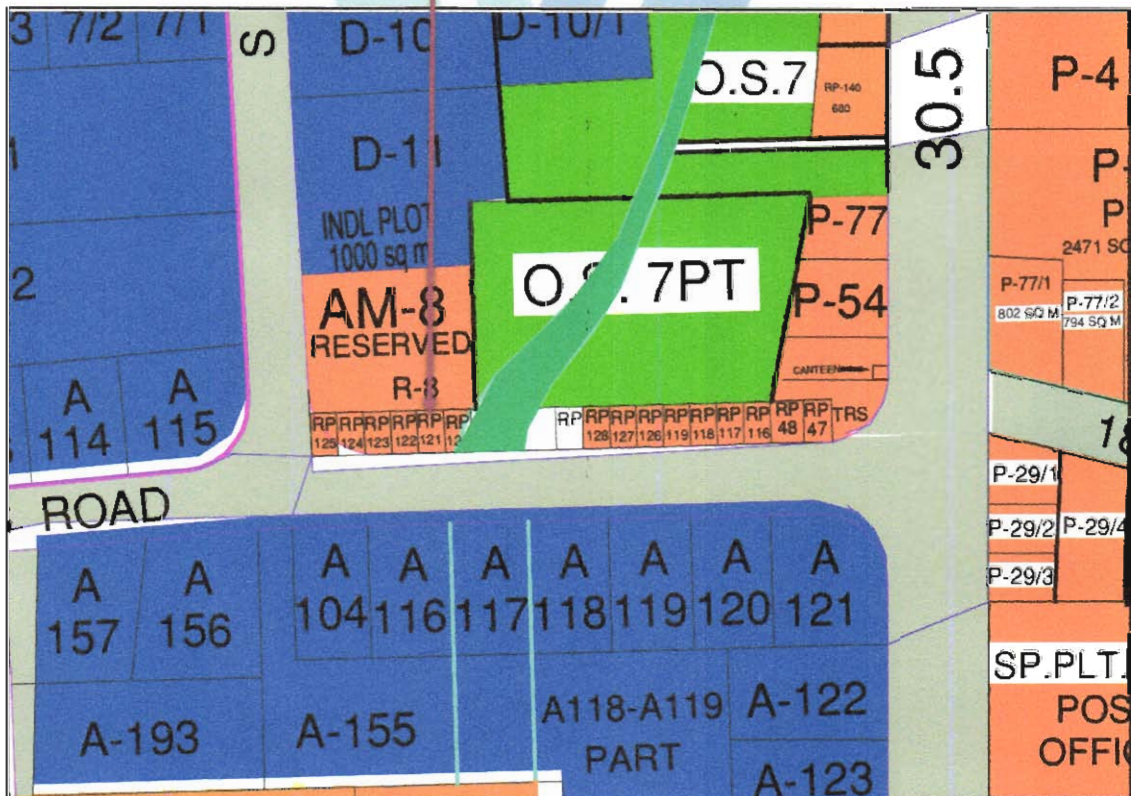 3
7/2
7/1
S
D-10
D-10/1
O.S.7
RP-140
680
30.5
P-4
D-11
INDL PLOT
1000 sq m
P-77
2471 SQ
2
AM-8
RESERVED
R-8
7PT
P-54
CANTEEN
P-77/1
802 SQ M
P-77/2
794 SQ M
A
114
A
115
RP
125
RP
124
RP
123
RP
122
RP
121
RP
RP
RP
128
RP
127
RP
126
RP
119
RP
118
RP
117
RP
116
RP
48
RP
47
TRS
18
ROAD
P-29/1
P-29/2
P-29/4
P-29/3
A
157
A
156
A
104
A
116
A
117
A
118
A
119
A
120
A
121
SP.PLT.
A-193
A-155
A118-A119
PART
A-122
A-123